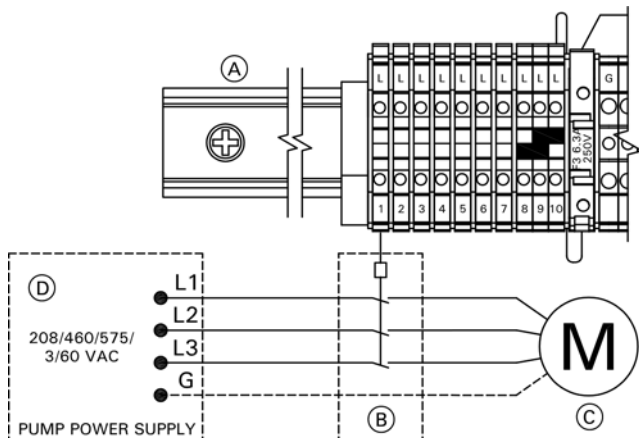 A
L L L L L L L L L L G
F3 6.3A
250V
1 2 3 4 5 6 7 8 9 10
D
L1
L2
208/460/575/
3/60 VAC
L3
G
M
B
C
PUMP POWER SUPPLY